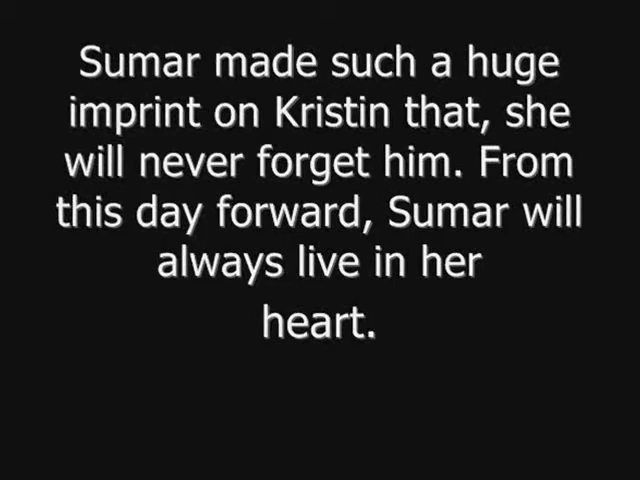 Sumar made such a huge
imprint on Kristin that, she
will never forget him. From
this day forward, Sumar will
always live in her
heart.